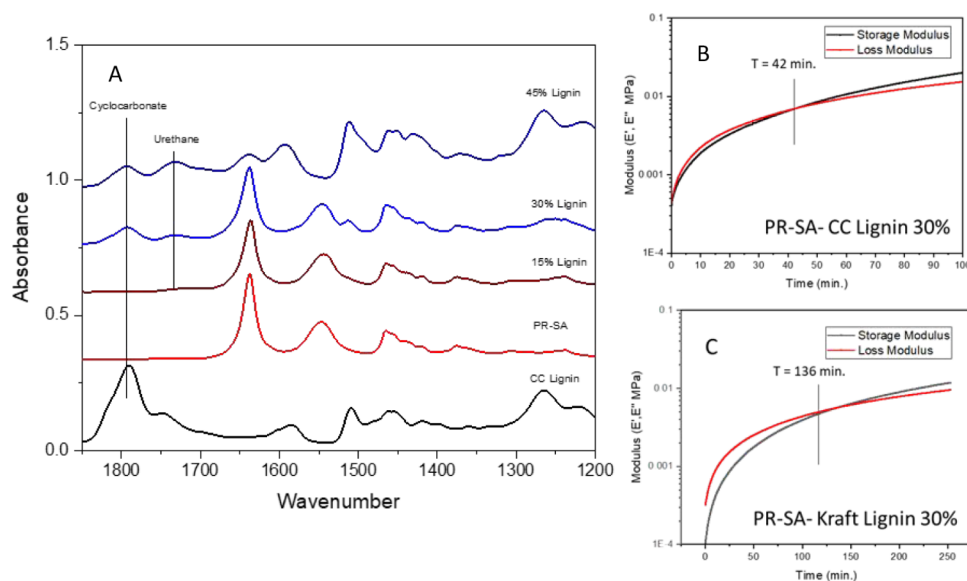 A
Cyclocarbonate
Urethane
45% Lignin
30% Lignin
15% Lignin
PR-SA
CC Lignin
Absorbance
1.5
1.0
0.5
0.0
1800 1700 1600 1500 1400 1300 1200
Wavenumber
B
Storage Modulus
Loss Modulus
T = 42 min.
Modulus (E', E'' MPa)
0.1
0.01
0.001
1E-4
PR-SA- CC Lignin 30%
0 10 20 30 40 50 60 70 80 90 100
Time (min.)
C
Storage Modulus
Loss Modulus
T = 136 min.
Modulus (E', E'' MPa)
0.1
0.01
0 001
1E-4
PR-SA- Kraft Lignin 30%
0 50 100 150 200 250
Time (min.)